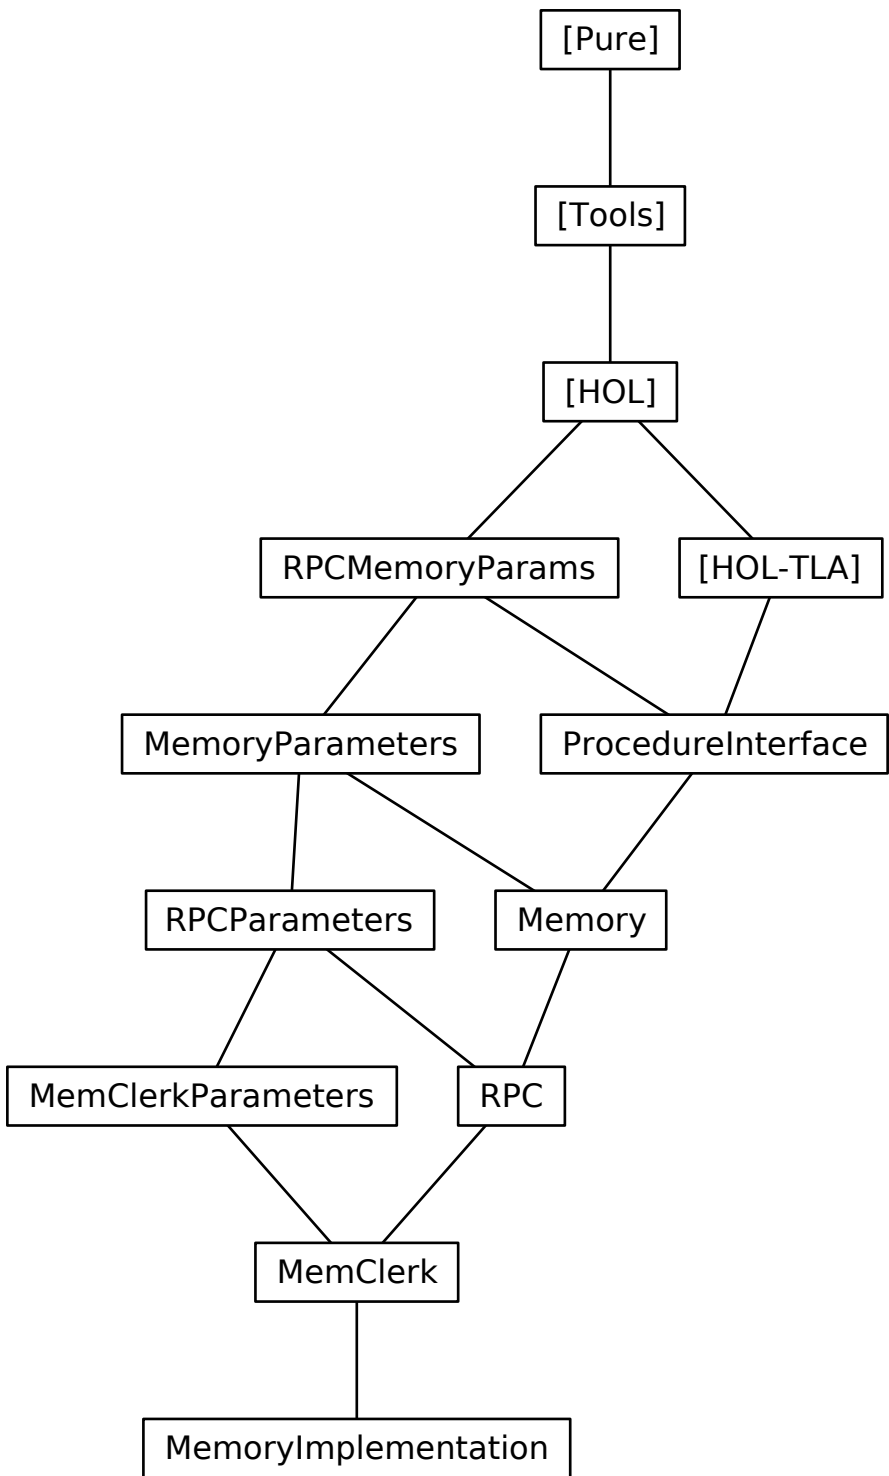 [Pure]
[Tools]
[HOL]
RPCMemoryParams
[HOL-TLA]
MemoryParameters
ProcedureInterface
RPCParameters
Memory
MemClerkParameters
RPC
MemClerk
MemoryImplementation